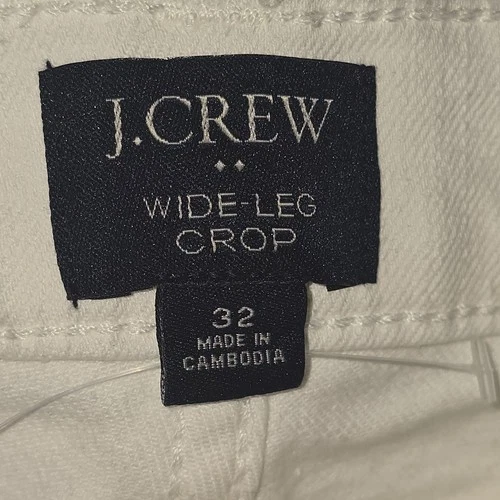 J.CREW
WIDE-LEG
CROP
32
MADE IN
CAMBODIA